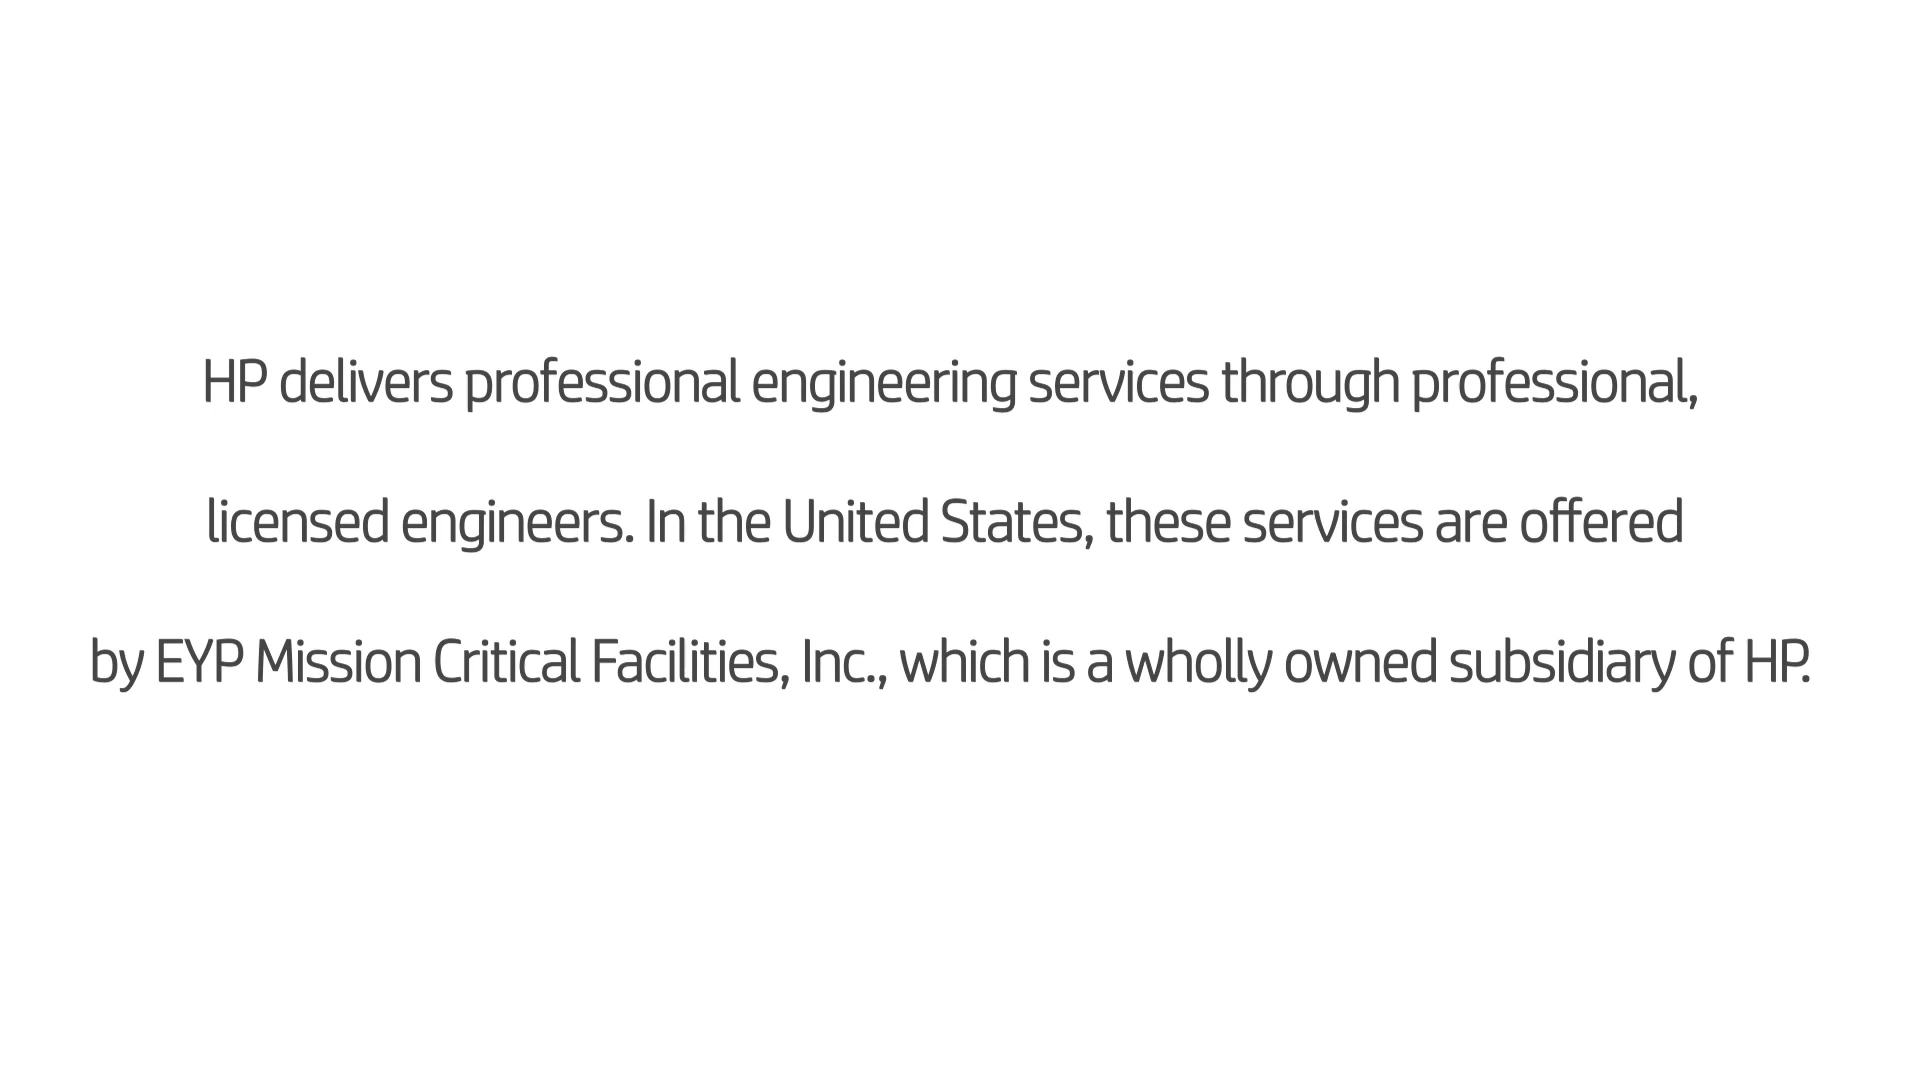 HP delivers professional engineering services through professional,
licensed engineers. In the United States, these services are offered
by EYP Mission Critical Facilities, Inc., which is a wholly owned subsidiary of HP.